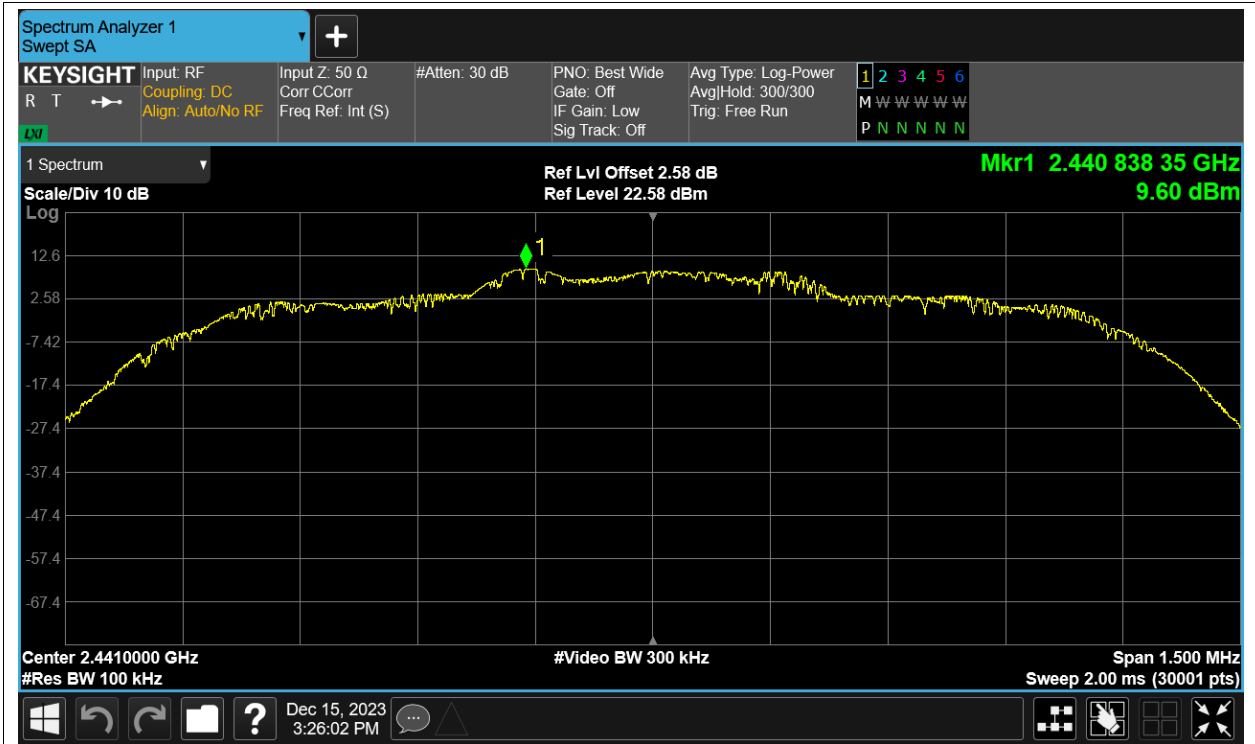 Spectrum Analyzer 1
Swept SA
▼
+
KEYSIGHT
R T
LXI
Input: RF
Coupling: DC
Align: Auto/No RF
Input Z: 50 Ω
Corr CCorr
Freq Ref: Int (S)
#Atten: 30 dB
PNO: Best Wide
Gate: Off
IF Gain: Low
Sig Track: Off
Avg Type: Log-Power
Avg|Hold: 300/300
Trig: Free Run
1 2 3 4 5 6
M W W W W W
P N N N N N
1 Spectrum ▼
Scale/Div 10 dB
Log
Ref Lvl Offset 2.58 dB
Ref Level 22.58 dBm
Mkr1 2.440 838 35 GHz
9.60 dBm
1
12.6
2.58
-7.42
-17.4
-27.4
-37.4
-47.4
-57.4
-67.4
Center 2.4410000 GHz
#Res BW 100 kHz
#Video BW 300 kHz
Span 1.500 MHz
Sweep 2.00 ms (30001 pts)
?
Dec 15, 2023
3:26:02 PM